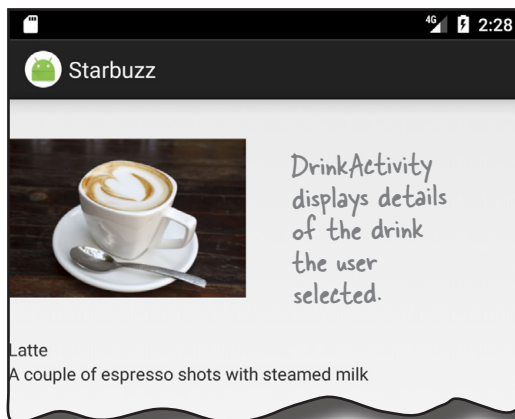 4G 2:28
Starbuzz
DrinkActivity
displays details
of the drink
the user
selected.
Latte
A couple of espresso shots with steamed milk